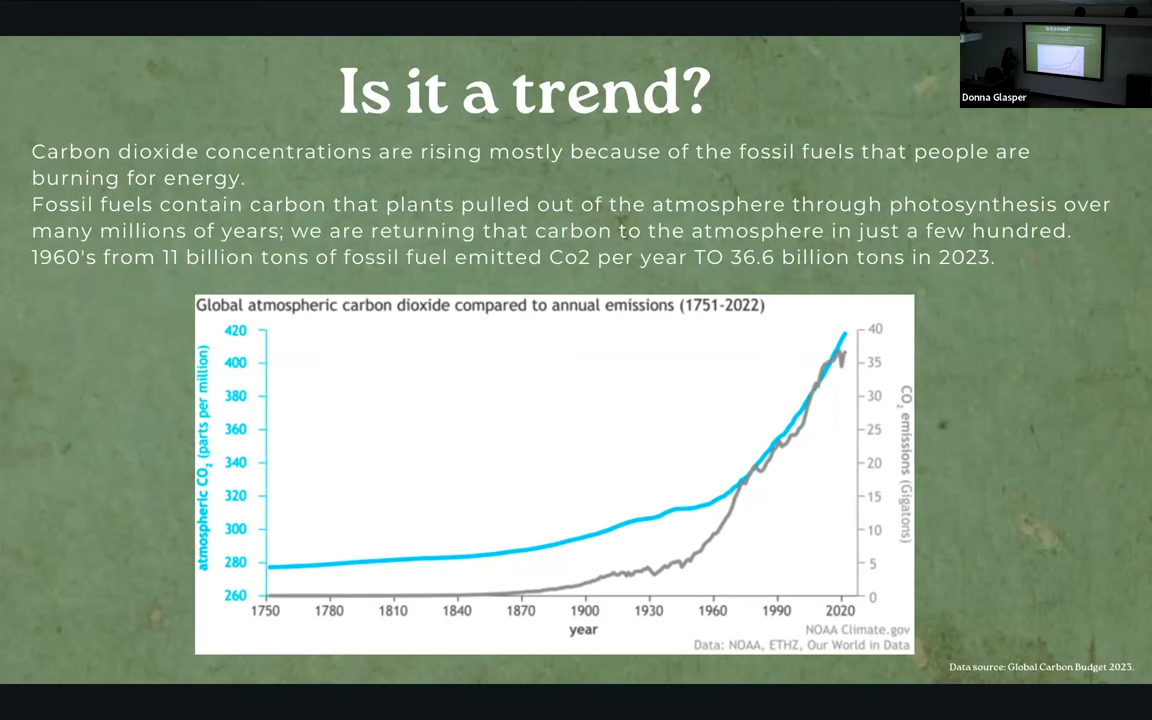 Is it a trend?
Donna Glasper
Carbon dioxide concentrations are rising mostly because of the fossil fuels that people are
burning for energy.
Fossil fuels contain carbon that plants pulled out of the atmosphere through photosynthesis over
many millions of years; we are returning that carbon to the atmosphere in just a few hundred.
1960's from 11 billion tons of fossil fuel emitted Co2 per year TO 36.6 billion tons in 2023.
Global atmospheric carbon dioxide compared to annual emissions (1751-2022)
atmospheric CO2 (parts per million)
420
400
380
360
340
320
300
280
260
40
35
30
25
20
15
10
5
0
CO2 emissions (Gigatons)
1750 1780 1810 1840 1870 1900 1930 1960 1990 2020
year
NOAA Climate.gov
Data: NOAA, ETHZ, Our World in Data
Data source: Global Carbon Budget 2023.